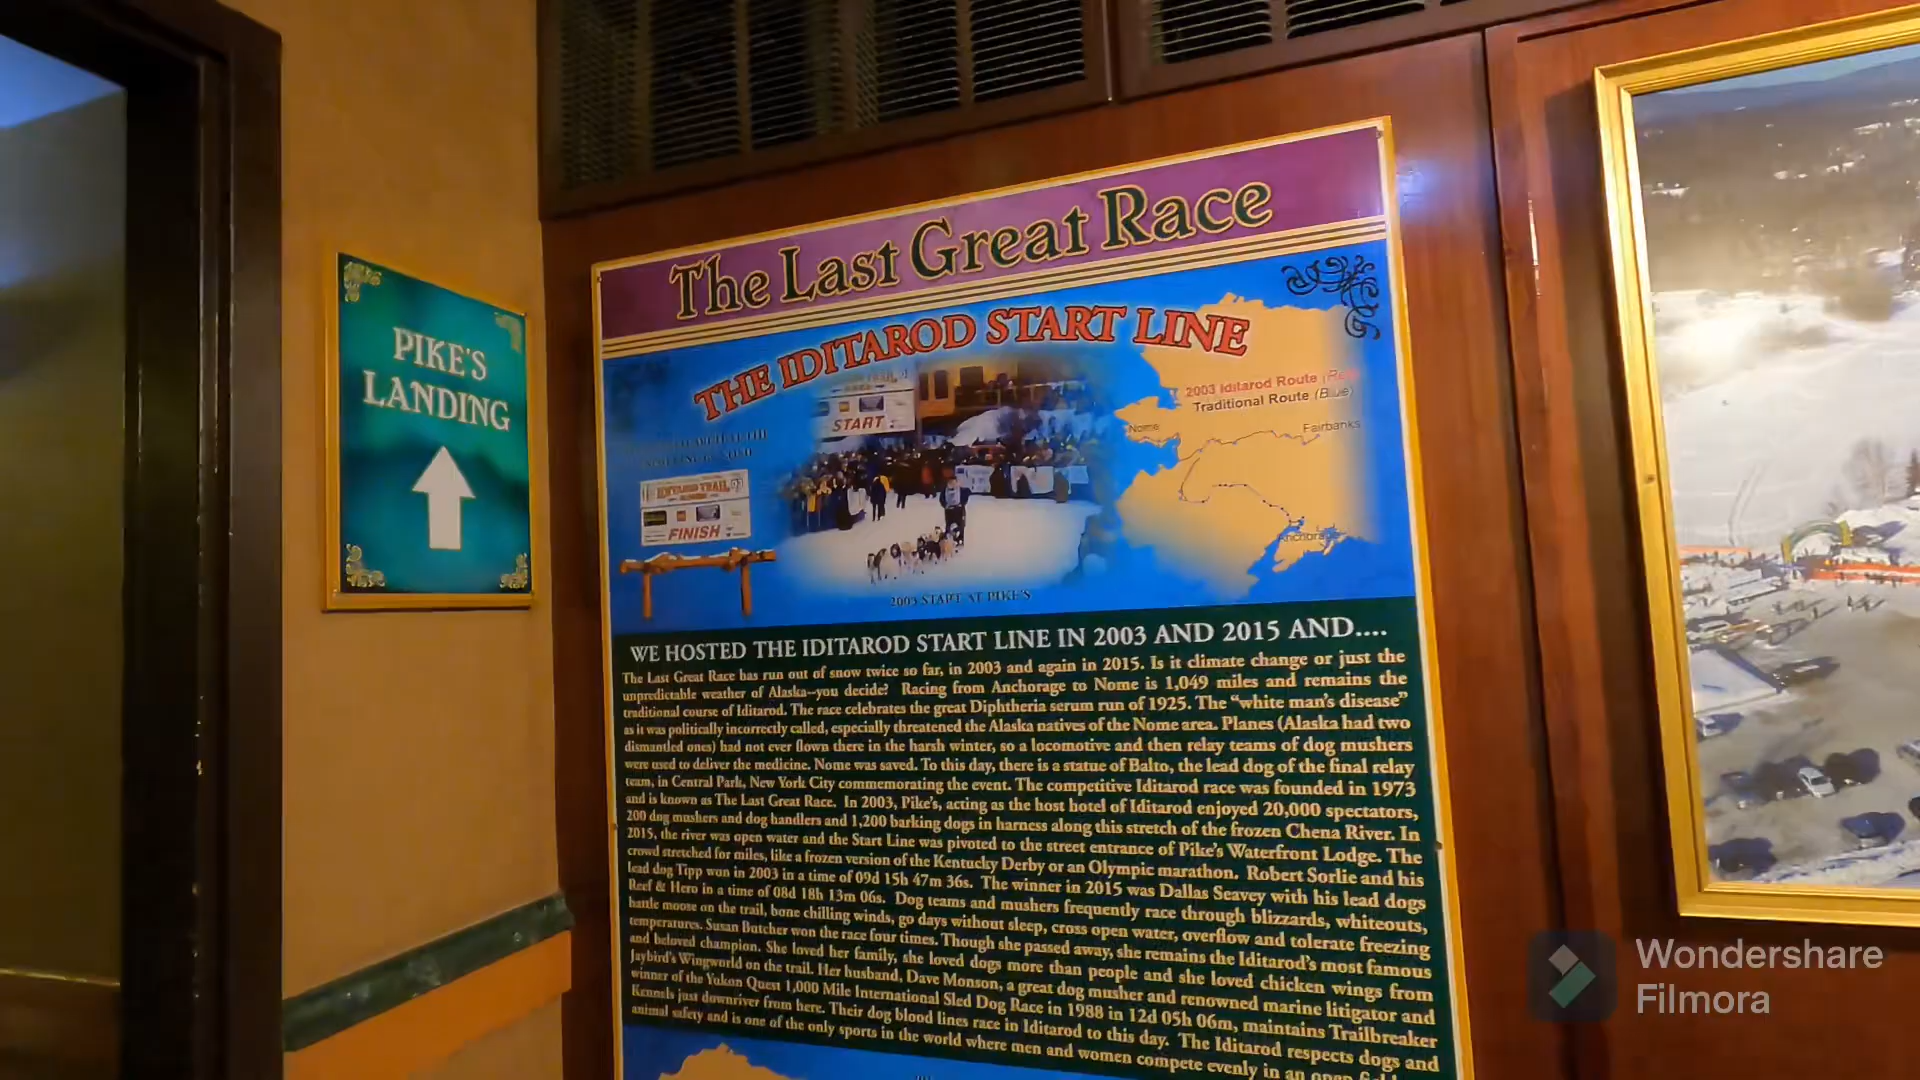 PIKE'S
LANDING
The Last Great Race
THE IDITAROD START LINE
2003 Iditarod Route
Traditional Route (Blue)
Nome
Fairbanks
Anchorage
START
IDITAROD TRAIL
FINISH
2003 START AT PIKE'S
WE HOSTED THE IDITAROD START LINE IN 2003 AND 2015 AND....
The Last Great Race has run out of snow twice so far, in 2003 and again in 2015. Is it climate change or just the
unpredictable weather of Alaska--you decide? Racing from Anchorage to Nome is 1,049 miles and remains the
traditional course of Iditarod. The race celebrates the great Diphtheria serum run of 1925. The "white man's disease"
as it was politically incorrectly called, especially threatened the Alaska natives of the Nome area. Planes (Alaska had two
dismantled ones) had not ever flown there in the harsh winter, so a locomotive and then relay teams of dog mushers
were used to deliver the medicine. Nome was saved. To this day, there is a statue of Balto, the lead dog of the final relay
team, in Central Park, New York City commemorating the event. The competitive Iditarod race was founded in 1973
and is known as The Last Great Race. In 2003, Pike's, acting as the host hotel of Iditarod enjoyed 20,000 spectators,
200 dog mushers and dog handlers and 1,200 barking dogs in harness along this stretch of the frozen Chena River. In
2015, the river was open water and the Start Line was pivoted to the street entrance of Pike's Waterfront Lodge. The
crowd stretched for miles, like a frozen version of the Kentucky Derby or an Olympic marathon. Robert Sorlie and his
lead dog Tipp won in 2003 in a time of 09d 15h 47m 36s. The winner in 2015 was Dallas Seavey with his lead dogs
Reef & Hero in a time of 08d 18h 13m 06s. Dog teams and mushers frequently race through blizzards, whiteouts,
battle moose on the trail, bone chilling winds, go days without sleep, cross open water, overflow and tolerate freezing
temperatures. Susan Butcher won the race four times. Though she passed away, she remains the Iditarod's most famous
and beloved champion. She loved her family, she loved dogs more than people and she loved chicken wings from
Jaybird's Wingworld on the trail. Her husband, Dave Monson, a great dog musher and renowned marine litigator and
winner of the Yukon Quest 1,000 Mile International Sled Dog Race in 1988 in 12d 05h 06m, maintains Trailbreaker
Kennels just downriver from here. Their dog blood lines race in Iditarod to this day. The Iditarod respects dogs and
animal safety and is one of the only sports in the world where men and women compete evenly in an open
Wondershare
Filmora